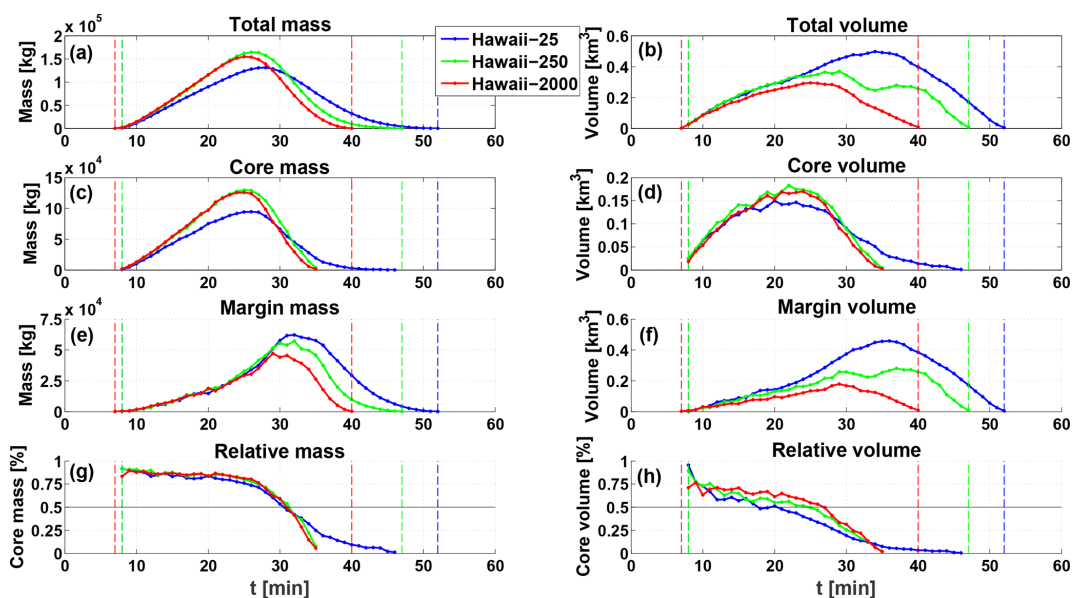 x 10^5
Total mass
(a)
Mass [kg]
2
1.5
1
0.5
0
0 10 20 30 40 50 60
Hawaii-25
Hawaii-250
Hawaii-2000
Total volume
(b)
Volume [km^3]
0.6
0.4
0.2
0
0 10 20 30 40 50 60
x 10^4
Core mass
(c)
Mass [kg]
15
10
5
0
0 10 20 30 40 50 60
Core volume
(d)
Volume [km^3]
0.2
0.15
0.1
0.05
0
0 10 20 30 40 50 60
x 10^4
Margin mass
(e)
Mass [kg]
7.5
5
2.5
0
0 10 20 30 40 50 60
Margin volume
(f)
Volume [km^3]
0.6
0.4
0.2
0
0 10 20 30 40 50 60
Relative mass
(g)
Core mass [%]
1
0.75
0.5
0.25
0
0 10 20 30 40 50 60
t [min]
Relative volume
(h)
Core volume [%]
1
0.75
0.5
0.25
0
0 10 20 30 40 50 60
t [min]